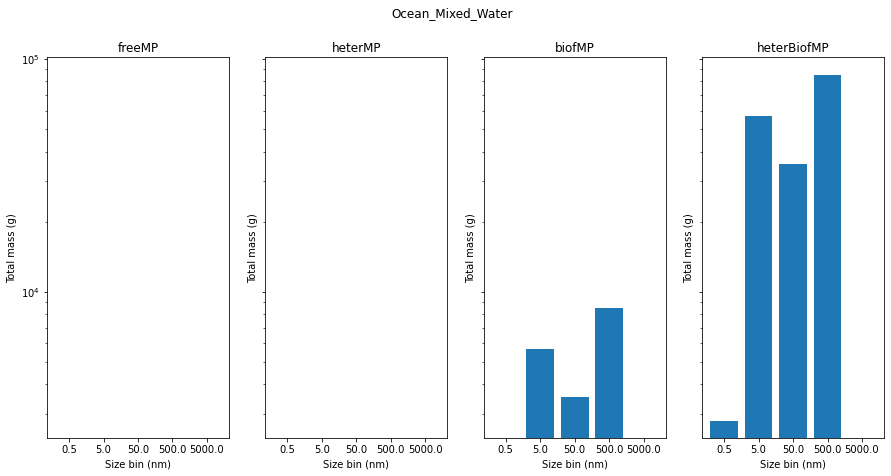 Ocean_Mixed_Water
freeMP
heterMP
biofMP
heterBiofMP
10^5
10^4
Total mass (g)
Total mass (g)
Total mass (g)
Total mass (g)
0.5 5.0 50.0 500.0 5000.0
0.5 5.0 50.0 500.0 5000.0
0.5 5.0 50.0 500.0 5000.0
0.5 5.0 50.0 500.0 5000.0
Size bin (nm)
Size bin (nm)
Size bin (nm)
Size bin (nm)